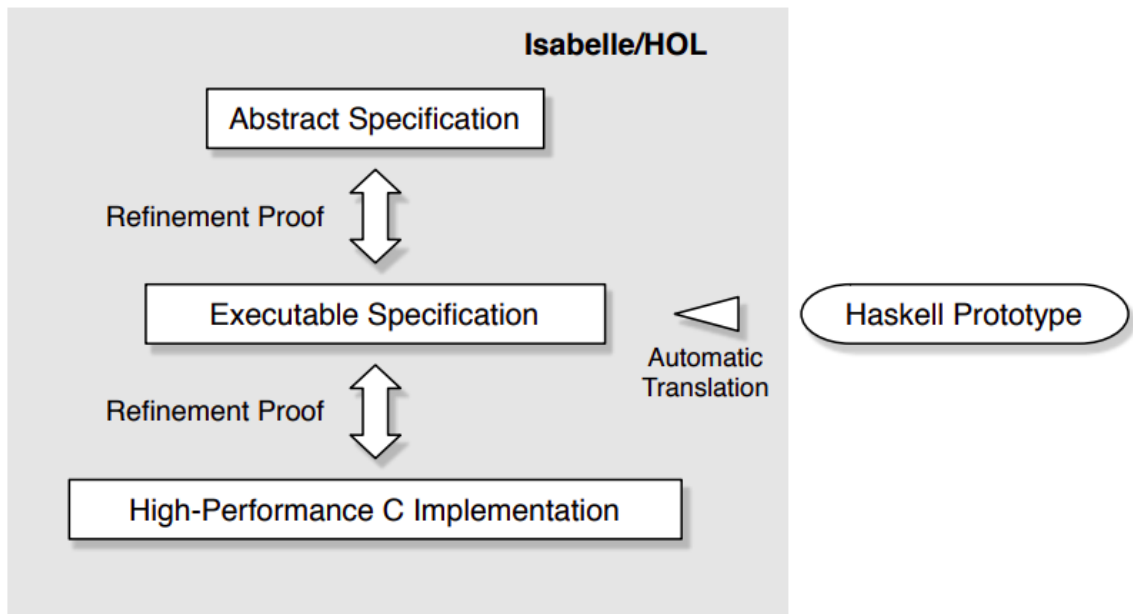 Isabelle/HOL
Abstract Specification
Refinement Proof
Executable Specification
Haskell Prototype
Automatic
Translation
Refinement Proof
High-Performance C Implementation